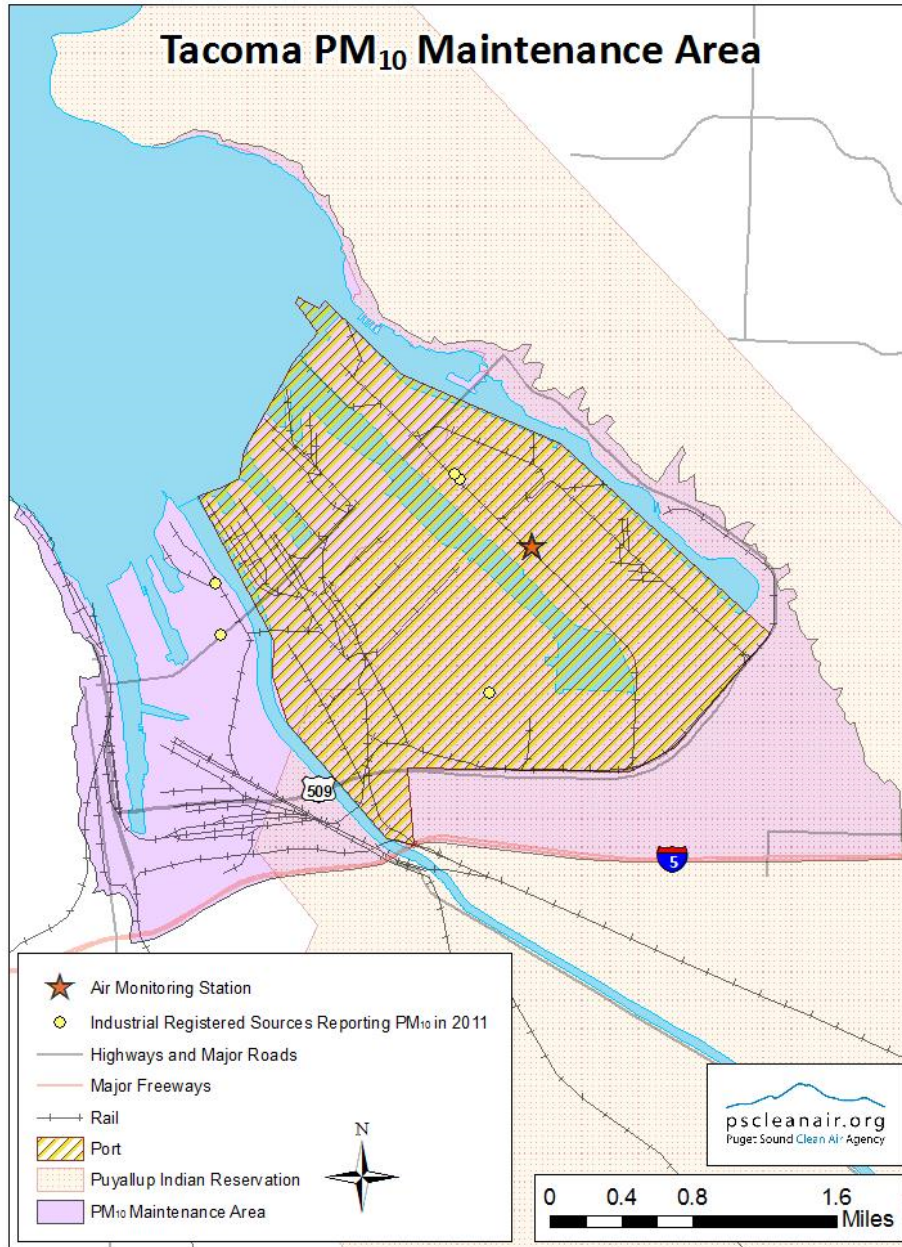 Tacoma PM₁₀ Maintenance Area
509
5
Air Monitoring Station
Industrial Registered Sources Reporting PM₁₀ in 2011
Highways and Major Roads
Major Freeways
Rail
Port
Puyallup Indian Reservation
PM₁₀ Maintenance Area
N
pscleanair.org
Puget Sound Clean Air Agency
0 0.4 0.8 1.6
Miles